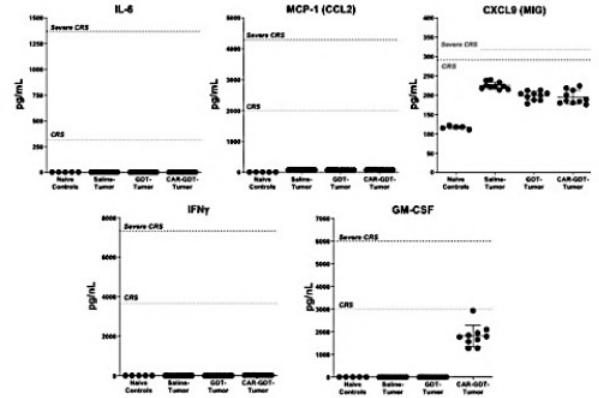 IL-6
MCP-1 (CCL2)
CXCL9 (MIG)
pg/mL
1500
1250
1000
750
500
250
0
Severe CRS
CRS
Naive Controls
Saline-Tumor
GDT-Tumor
CAR-GDT-Tumor
pg/mL
5000
4000
3000
2000
1000
0
Severe CRS
CRS
Naive Controls
Saline-Tumor
GDT-Tumor
CAR-GDT-Tumor
pg/mL
400
350
300
250
200
150
100
50
0
Severe CRS
CRS
Naive Controls
Saline-Tumor
GDT-Tumor
CAR-GDT-Tumor
IFNγ
GM-CSF
pg/mL
8000
6000
4000
2000
0
Severe CRS
CRS
Naive Controls
Saline-Tumor
GDT-Tumor
CAR-GDT-Tumor
pg/mL
7000
6000
5000
4000
3000
2000
1000
0
Severe CRS
CRS
Naive Controls
Saline-Tumor
GDT-Tumor
CAR-GDT-Tumor